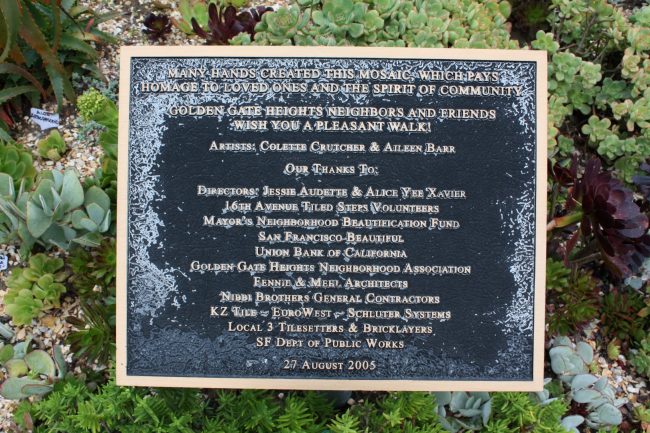 MANY HANDS CREATED THIS MOSAIC, WHICH PAYS
HOMAGE TO LOVED ONES AND THE SPIRIT OF COMMUNITY.
GOLDEN GATE HEIGHTS NEIGHBORS AND FRIENDS
WISH YOU A PLEASANT WALK!
ARTISTS: COLETTE CRUTCHER & AILEEN BARR
OUR THANKS TO:
DIRECTORS: JESSIE AUDETTE & ALICE YEE XAVIER
16TH AVENUE TILED STEPS VOLUNTEERS
MAYOR'S NEIGHBORHOOD BEAUTIFICATION FUND
SAN FRANCISCO BEAUTIFUL
UNION BANK OF CALIFORNIA
GOLDEN GATE HEIGHTS NEIGHBORHOOD ASSOCIATION
FENNIE & MEHL ARCHITECTS
NIBBI BROTHERS GENERAL CONTRACTORS
KZ TILE – EUROWEST – SCHLUTER SYSTEMS
LOCAL 3 TILESETTERS & BRICKLAYERS
SF DEPT OF PUBLIC WORKS
27 AUGUST 2005